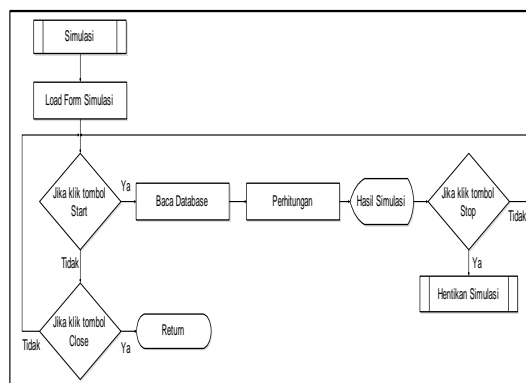 Simulasi
Load Form Simulasi
Jika klik tombol
Start
Ya
Baca Database
Perhitungan
Hasil Simulasi
Jika klik tombol
Stop
Tidak
Ya
Hentikan Simulasi
Tidak
Jika klik tombol
Close
Tidak
Ya
Return